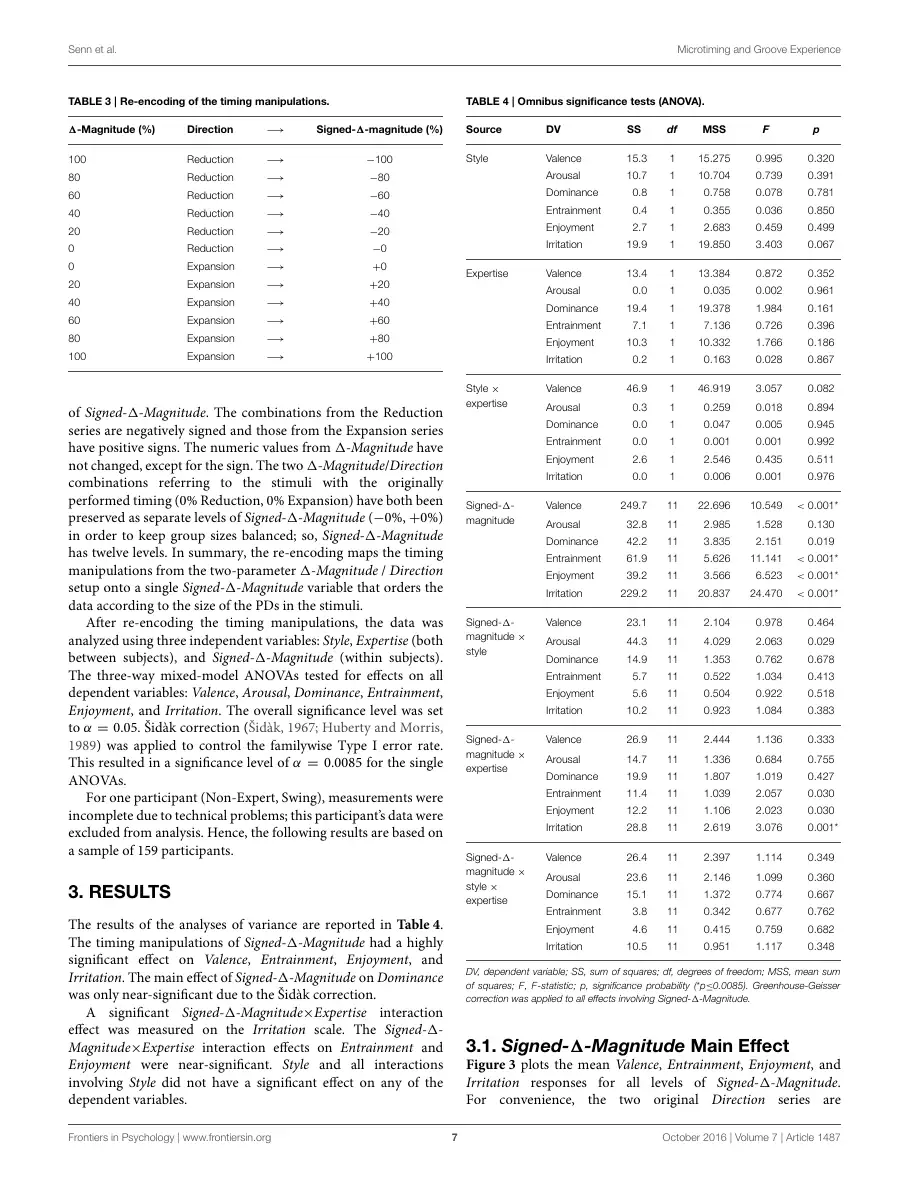 Senn et al.
Microtiming and Groove Experience
TABLE 3 | Re-encoding of the timing manipulations.
Δ-Magnitude (%) Direction ⟶ Signed-Δ-magnitude (%)
100 Reduction ⟶ −100
80 Reduction ⟶ −80
60 Reduction ⟶ −60
40 Reduction ⟶ −40
20 Reduction ⟶ −20
0 Reduction ⟶ −0
0 Expansion ⟶ +0
20 Expansion ⟶ +20
40 Expansion ⟶ +40
60 Expansion ⟶ +60
80 Expansion ⟶ +80
100 Expansion ⟶ +100
of Signed-Δ-Magnitude. The combinations from the Reduction
series are negatively signed and those from the Expansion series
have positive signs. The numeric values from Δ-Magnitude have
not changed, except for the sign. The two Δ-Magnitude/Direction
combinations referring to the stimuli with the originally
performed timing (0% Reduction, 0% Expansion) have both been
preserved as separate levels of Signed-Δ-Magnitude (−0%, +0%)
in order to keep group sizes balanced; so, Signed-Δ-Magnitude
has twelve levels. In summary, the re-encoding maps the timing
manipulations from the two-parameter Δ-Magnitude / Direction
setup onto a single Signed-Δ-Magnitude variable that orders the
data according to the size of the PDs in the stimuli.
After re-encoding the timing manipulations, the data was
analyzed using three independent variables: Style, Expertise (both
between subjects), and Signed-Δ-Magnitude (within subjects).
The three-way mixed-model ANOVAs tested for effects on all
dependent variables: Valence, Arousal, Dominance, Entrainment,
Enjoyment, and Irritation. The overall significance level was set
to α = 0.05. Šidàk correction (Šidàk, 1967; Huberty and Morris,
1989) was applied to control the familywise Type I error rate.
This resulted in a significance level of α = 0.0085 for the single
ANOVAs.
For one participant (Non-Expert, Swing), measurements were
incomplete due to technical problems; this participant's data were
excluded from analysis. Hence, the following results are based on
a sample of 159 participants.
3. RESULTS
The results of the analyses of variance are reported in Table 4.
The timing manipulations of Signed-Δ-Magnitude had a highly
significant effect on Valence, Entrainment, Enjoyment, and
Irritation. The main effect of Signed-Δ-Magnitude on Dominance
was only near-significant due to the Šidàk correction.
A significant Signed-Δ-Magnitude×Expertise interaction
effect was measured on the Irritation scale. The Signed-Δ-
Magnitude×Expertise interaction effects on Entrainment and
Enjoyment were near-significant. Style and all interactions
involving Style did not have a significant effect on any of the
dependent variables.
TABLE 4 | Omnibus significance tests (ANOVA).
Source DV SS df MSS F p
Style Valence 15.3 1 15.275 0.995 0.320
Arousal 10.7 1 10.704 0.739 0.391
Dominance 0.8 1 0.758 0.078 0.781
Entrainment 0.4 1 0.355 0.036 0.850
Enjoyment 2.7 1 2.683 0.459 0.499
Irritation 19.9 1 19.850 3.403 0.067
Expertise Valence 13.4 1 13.384 0.872 0.352
Arousal 0.0 1 0.035 0.002 0.961
Dominance 19.4 1 19.378 1.984 0.161
Entrainment 7.1 1 7.136 0.726 0.396
Enjoyment 10.3 1 10.332 1.766 0.186
Irritation 0.2 1 0.163 0.028 0.867
Style × Valence 46.9 1 46.919 3.057 0.082
expertise Arousal 0.3 1 0.259 0.018 0.894
Dominance 0.0 1 0.047 0.005 0.945
Entrainment 0.0 1 0.001 0.001 0.992
Enjoyment 2.6 1 2.546 0.435 0.511
Irritation 0.0 1 0.006 0.001 0.976
Signed-Δ- Valence 249.7 11 22.696 10.549 < 0.001*
magnitude Arousal 32.8 11 2.985 1.528 0.130
Dominance 42.2 11 3.835 2.151 0.019
Entrainment 61.9 11 5.626 11.141 < 0.001*
Enjoyment 39.2 11 3.566 6.523 < 0.001*
Irritation 229.2 11 20.837 24.470 < 0.001*
Signed-Δ- Valence 23.1 11 2.104 0.978 0.464
magnitude × Arousal 44.3 11 4.029 2.063 0.029
style Dominance 14.9 11 1.353 0.762 0.678
Entrainment 5.7 11 0.522 1.034 0.413
Enjoyment 5.6 11 0.504 0.922 0.518
Irritation 10.2 11 0.923 1.084 0.383
Signed-Δ- Valence 26.9 11 2.444 1.136 0.333
magnitude × Arousal 14.7 11 1.336 0.684 0.755
expertise Dominance 19.9 11 1.807 1.019 0.427
Entrainment 11.4 11 1.039 2.057 0.030
Enjoyment 12.2 11 1.106 2.023 0.030
Irritation 28.8 11 2.619 3.076 0.001*
Signed-Δ- Valence 26.4 11 2.397 1.114 0.349
magnitude × Arousal 23.6 11 2.146 1.099 0.360
style × Dominance 15.1 11 1.372 0.774 0.667
expertise Entrainment 3.8 11 0.342 0.677 0.762
Enjoyment 4.6 11 0.415 0.759 0.682
Irritation 10.5 11 0.951 1.117 0.348
DV, dependent variable; SS, sum of squares; df, degrees of freedom; MSS, mean sum
of squares; F, F-statistic; p, significance probability (*p≤0.0085). Greenhouse-Geisser
correction was applied to all effects involving Signed-Δ-Magnitude.
3.1. Signed-Δ-Magnitude Main Effect
Figure 3 plots the mean Valence, Entrainment, Enjoyment, and
Irritation responses for all levels of Signed-Δ-Magnitude.
For convenience, the two original Direction series are
Frontiers in Psychology | www.frontiersin.org
7
October 2016 | Volume 7 | Article 1487